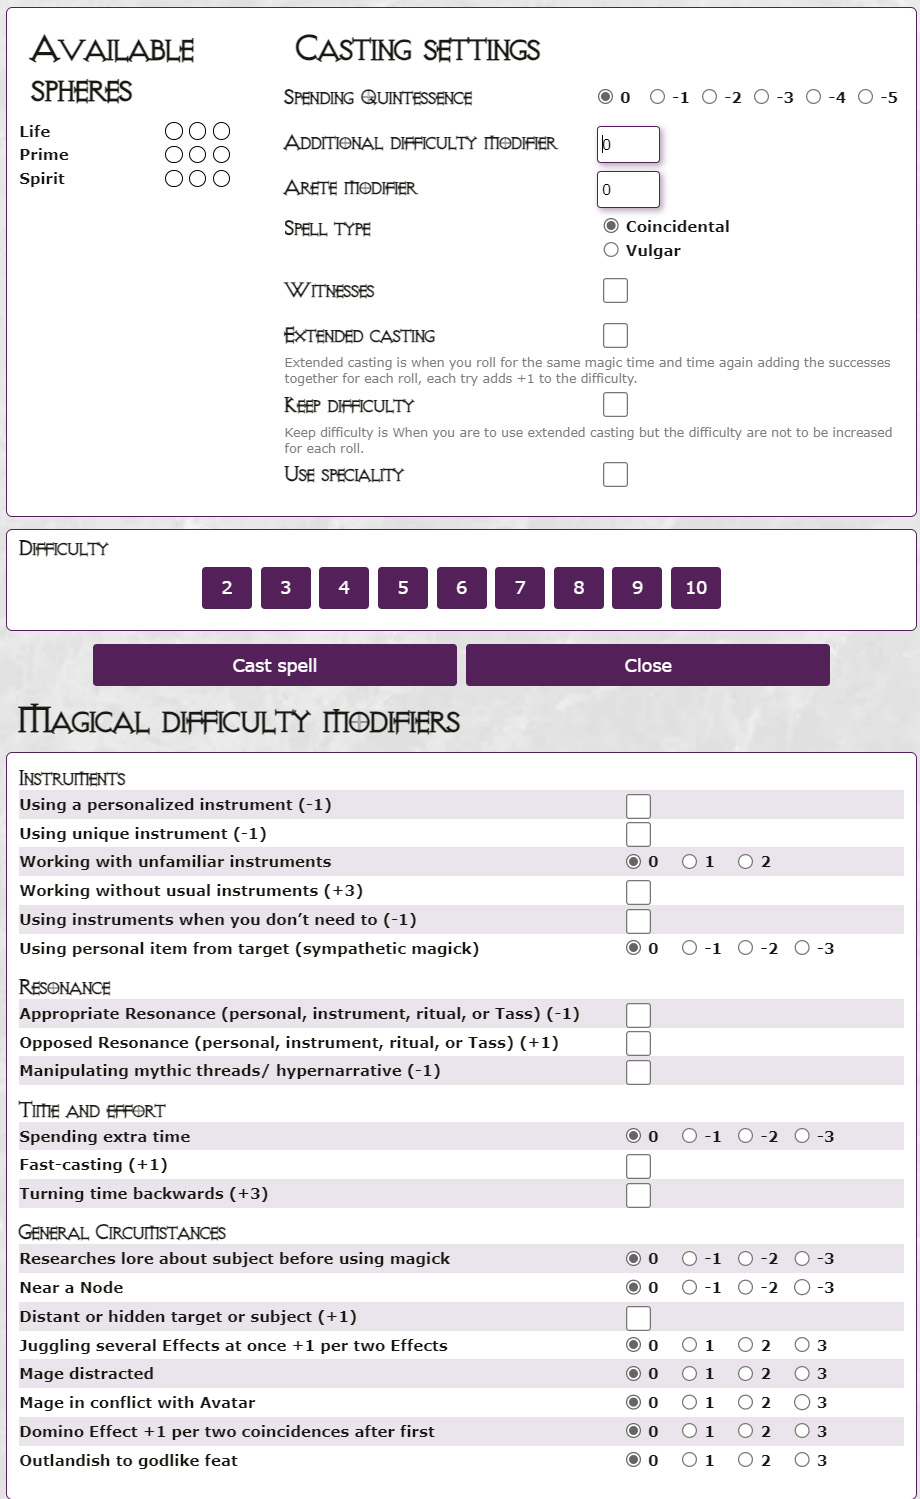 Available
spheres
Life
Prime
Spirit
Casting settings
Spending Quintessence 0 -1 -2 -3 -4 -5
Additional difficulty modifier 0
Arete modifier 0
Spell type Coincidental
Vulgar
Witnesses
Extended casting
Extended casting is when you roll for the same magic time and time again adding the successes
together for each roll, each try adds +1 to the difficulty.
Keep difficulty
Keep difficulty is When you are to use extended casting but the difficulty are not to be increased
for each roll.
Use speciality
Difficulty
2 3 4 5 6 7 8 9 10
Cast spell Close
Magical difficulty modifiers
Instruments
Using a personalized instrument (-1)
Using unique instrument (-1)
Working with unfamiliar instruments 0 1 2
Working without usual instruments (+3)
Using instruments when you don’t need to (-1)
Using personal item from target (sympathetic magick) 0 -1 -2 -3
Resonance
Appropriate Resonance (personal, instrument, ritual, or Tass) (-1)
Opposed Resonance (personal, instrument, ritual, or Tass) (+1)
Manipulating mythic threads/ hypernarrative (-1)
Time and effort
Spending extra time 0 -1 -2 -3
Fast-casting (+1)
Turning time backwards (+3)
General Circumstances
Researches lore about subject before using magick 0 -1 -2 -3
Near a Node 0 -1 -2 -3
Distant or hidden target or subject (+1)
Juggling several Effects at once +1 per two Effects 0 1 2 3
Mage distracted 0 1 2 3
Mage in conflict with Avatar 0 1 2 3
Domino Effect +1 per two coincidences after first 0 1 2 3
Outlandish to godlike feat 0 1 2 3